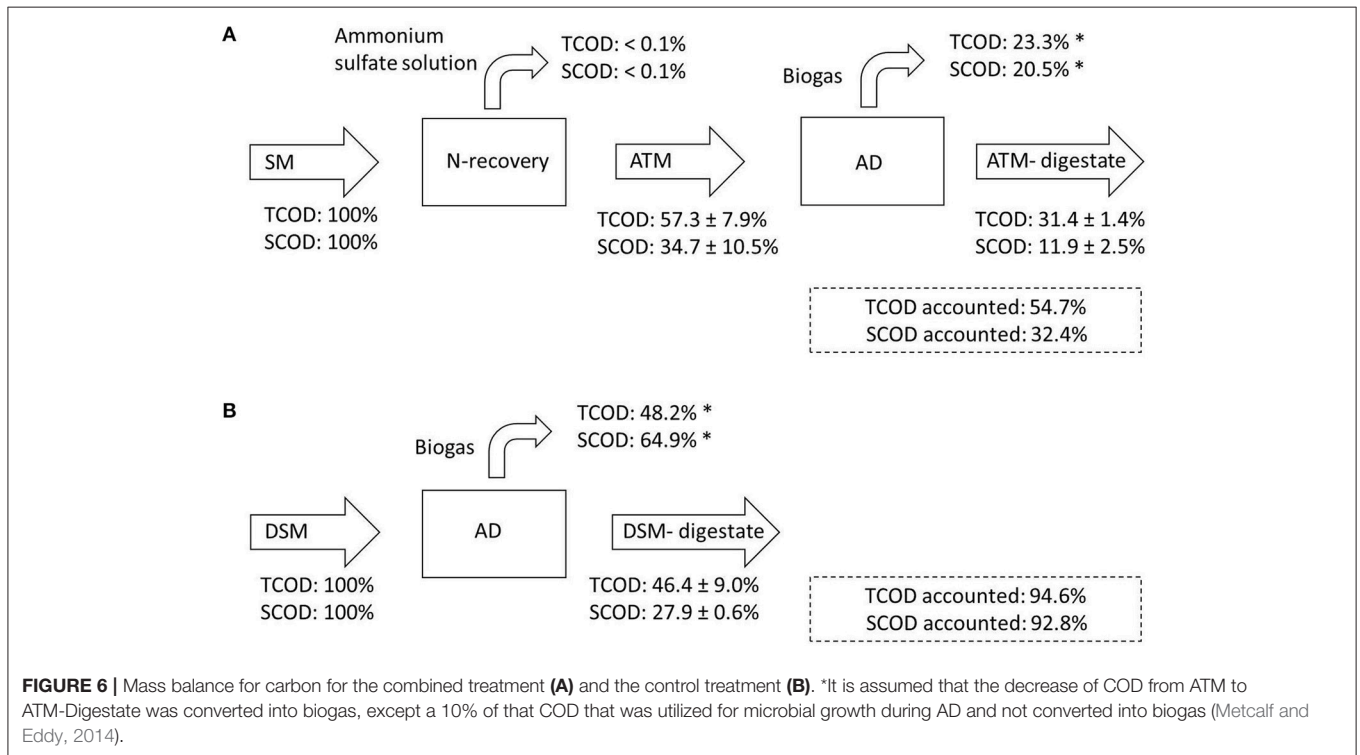 A
Ammonium
sulfate solution
TCOD: < 0.1%
SCOD: < 0.1%
Biogas
TCOD: 23.3% *
SCOD: 20.5% *
SM
N-recovery
ATM
AD
ATM- digestate
TCOD: 100%
SCOD: 100%
TCOD: 57.3 ± 7.9%
SCOD: 34.7 ± 10.5%
TCOD: 31.4 ± 1.4%
SCOD: 11.9 ± 2.5%
TCOD accounted: 54.7%
SCOD accounted: 32.4%
B
Biogas
TCOD: 48.2% *
SCOD: 64.9% *
DSM
AD
DSM- digestate
TCOD: 100%
SCOD: 100%
TCOD: 46.4 ± 9.0%
SCOD: 27.9 ± 0.6%
TCOD accounted: 94.6%
SCOD accounted: 92.8%
FIGURE 6 | Mass balance for carbon for the combined treatment (A) and the control treatment (B). *It is assumed that the decrease of COD from ATM to
ATM-Digestate was converted into biogas, except a 10% of that COD that was utilized for microbial growth during AD and not converted into biogas (Metcalf and
Eddy, 2014).